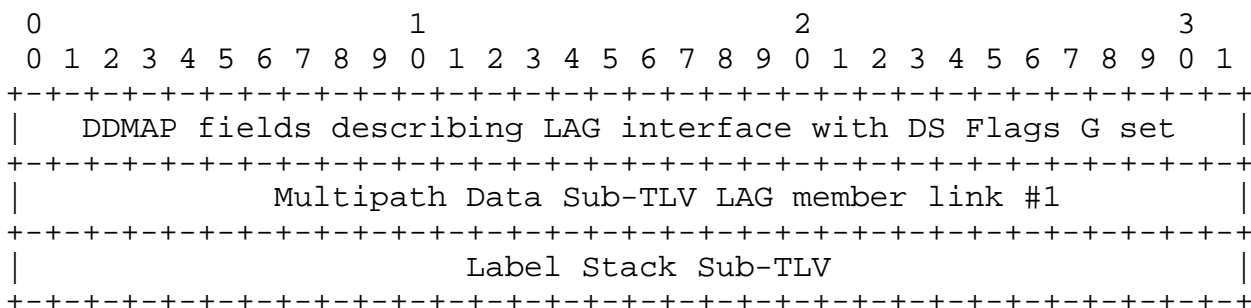 0                   1                   2                   3
 0 1 2 3 4 5 6 7 8 9 0 1 2 3 4 5 6 7 8 9 0 1 2 3 4 5 6 7 8 9 0 1
+-+-+-+-+-+-+-+-+-+-+-+-+-+-+-+-+-+-+-+-+-+-+-+-+-+-+-+-+-+-+-+-+
|   DDMAP fields describing LAG interface with DS Flags G set   |
+-+-+-+-+-+-+-+-+-+-+-+-+-+-+-+-+-+-+-+-+-+-+-+-+-+-+-+-+-+-+-+-+
|             Multipath Data Sub-TLV LAG member link #1         |
+-+-+-+-+-+-+-+-+-+-+-+-+-+-+-+-+-+-+-+-+-+-+-+-+-+-+-+-+-+-+-+-+
|                       Label Stack Sub-TLV                     |
+-+-+-+-+-+-+-+-+-+-+-+-+-+-+-+-+-+-+-+-+-+-+-+-+-+-+-+-+-+-+-+-+